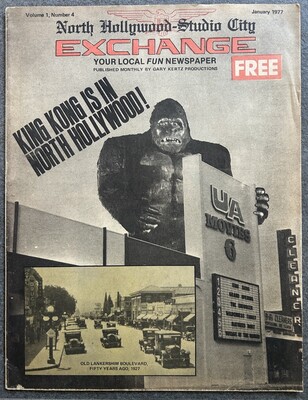 Volume 1, Number 4
January 1977
North Hollywood-Studio City
EXCHANGE
YOUR LOCAL FUN NEWSPAPER
PUBLISHED MONTHLY BY GARY KERTZ PRODUCTIONS
FREE
KING KONG IS IN
NORTH HOLLYWOOD!
UA
MOVIES
6
CLEANER
OLD LANKERSHIM BOULEVARD,
FIFTY YEARS AGO, 1927